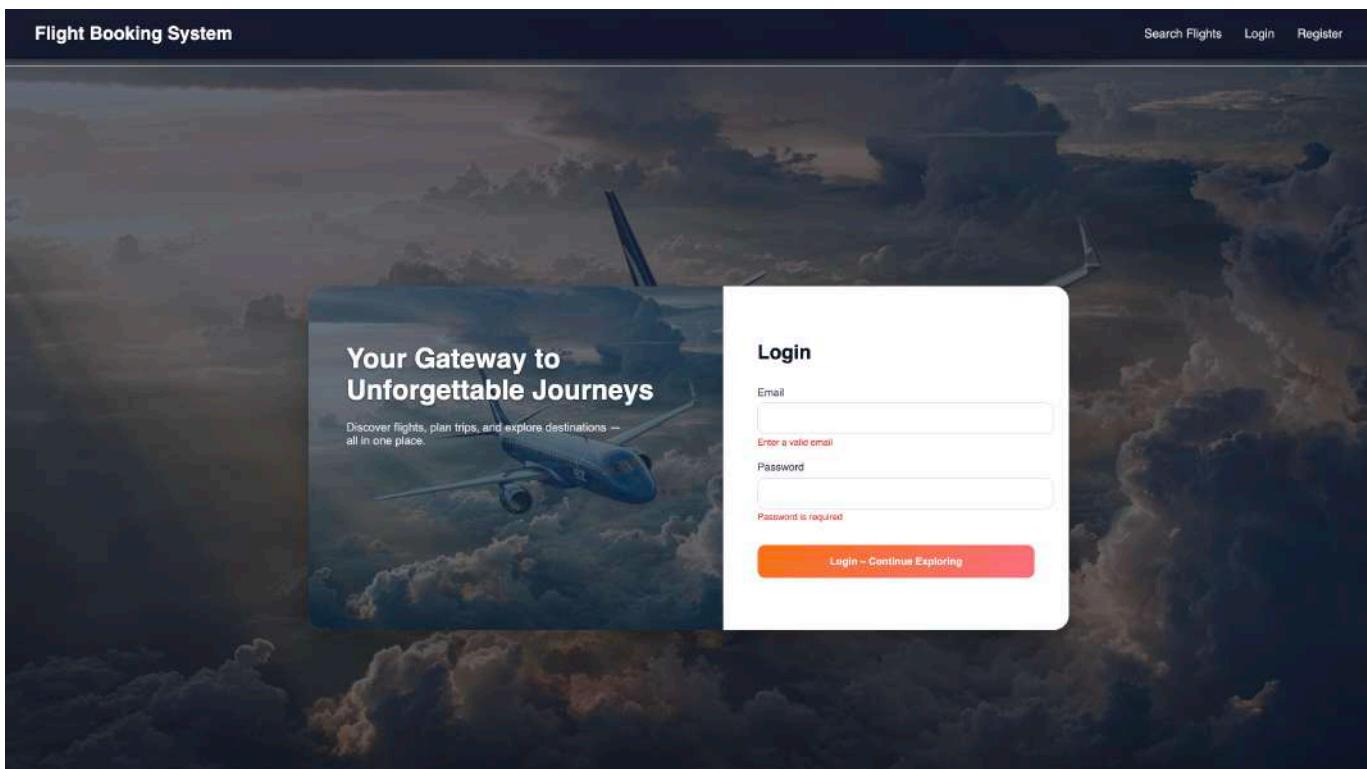 Flight Booking System
Search Flights Login Register
Your Gateway to
Unforgettable Journeys
Discover flights, plan trips, and explore destinations —
all in one place.
Login
Email
Enter a valid email
Password
Password is required
Login – Continue Exploring